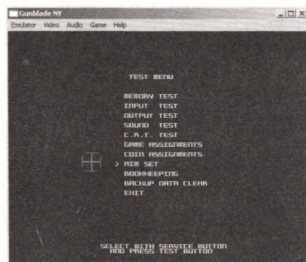 Gunblade NY
Emulator Video Audio Game Help
TEST MENU
MEMORY TEST
INPUT TEST
OUTPUT TEST
SOUND TEST
C.R.T. TEST
GAME ASSIGNMENTS
COIN ASSIGNMENTS
> AIM SET
BOOKKEEPING
BACKUP DATA CLEAR
EXIT
SELECT WITH SERVICE BUTTON
AND PRESS TEST BUTTON